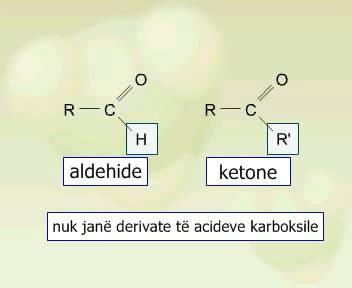 O O
R — C R — C
H R'
aldehide ketone
nuk janë derivate të acideve karboksile